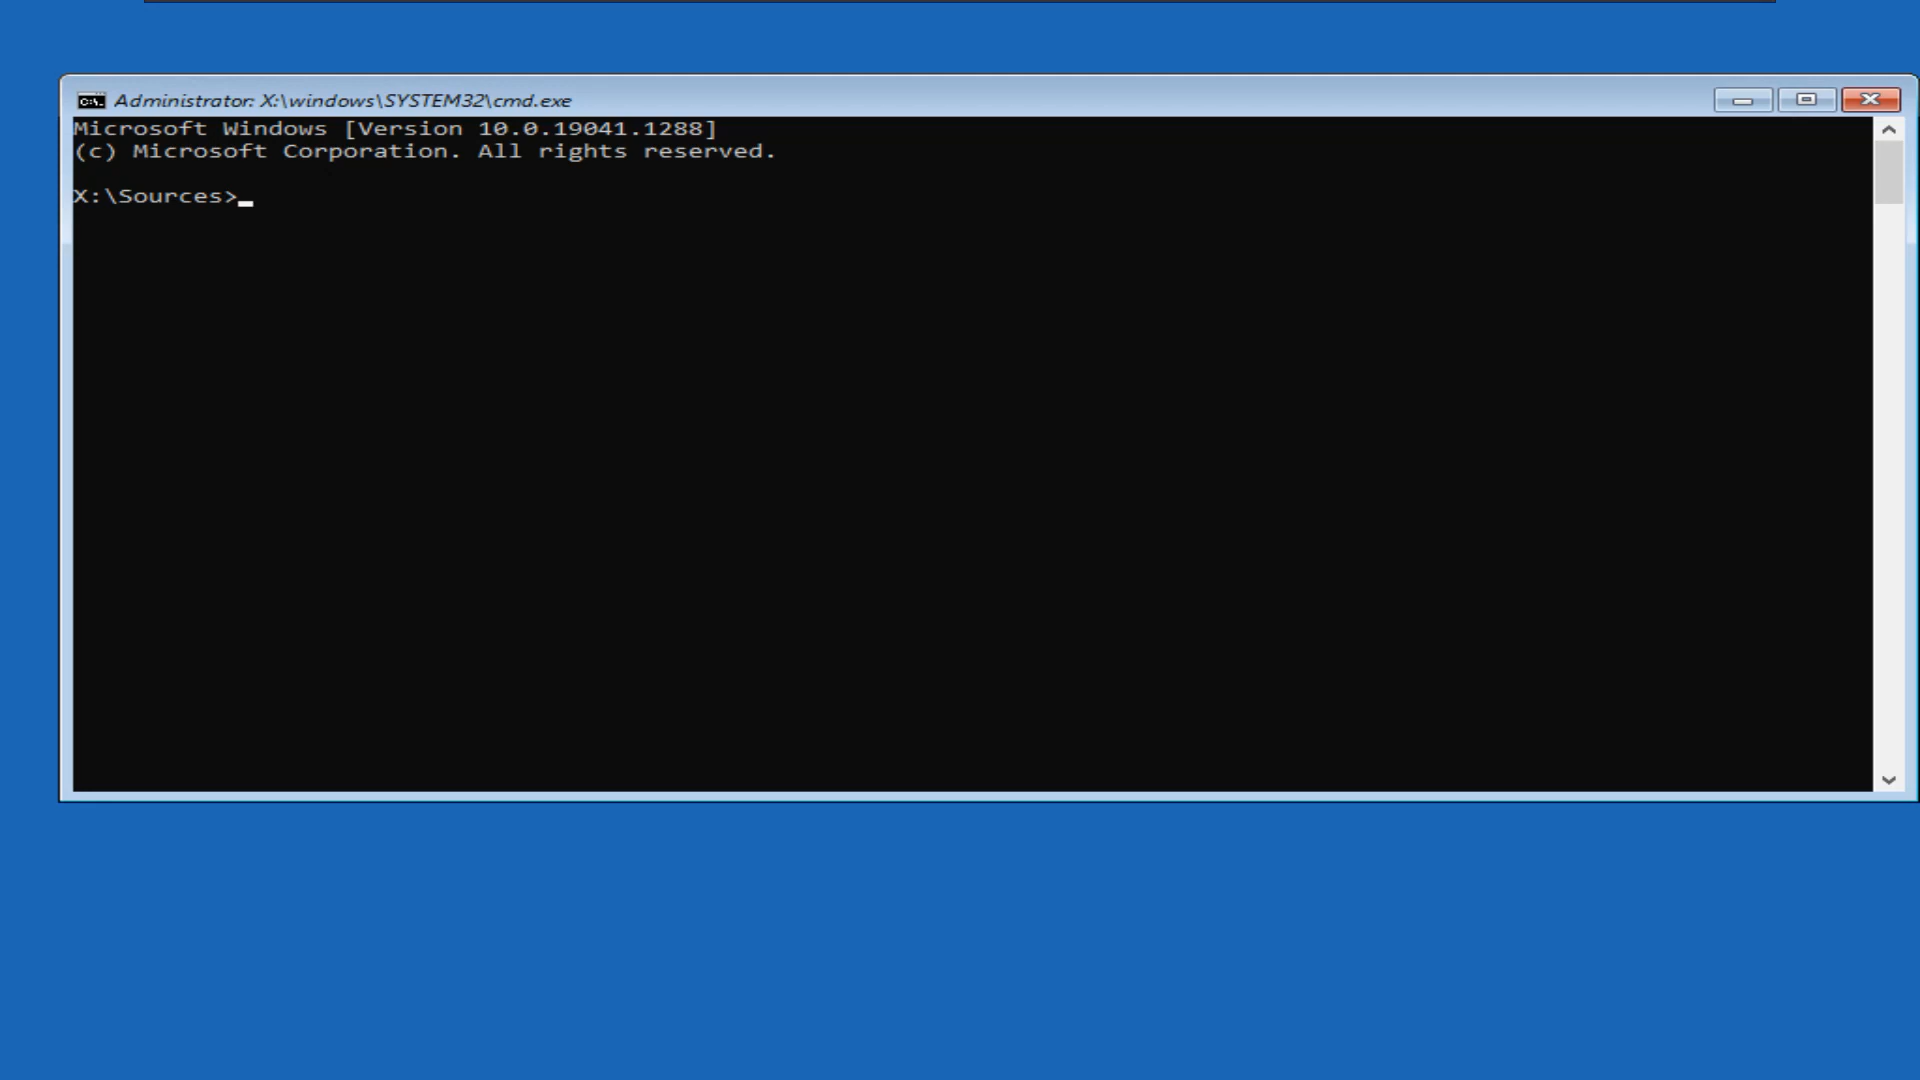 Administrator: X:\windows\SYSTEM32\cmd.exe
Microsoft Windows [Version 10.0.19041.1288]
(c) Microsoft Corporation. All rights reserved.
X:\Sources>